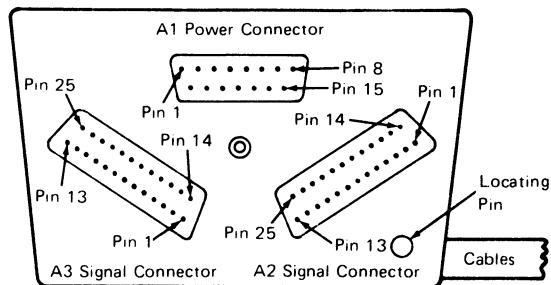 A1 Power Connector
Pin 8
Pin 15
Pin 1
Pin 25
Pin 13
Pin 14
Pin 1
Pin 14
Pin 1
Pin 25
Pin 13
Locating
Pin
Cables
A3 Signal Connector
A2 Signal Connector